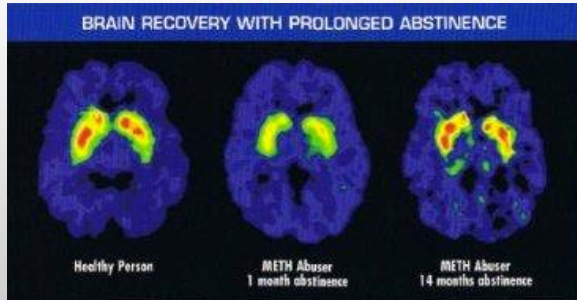 BRAIN RECOVERY WITH PROLONGED ABSTINENCE
Healthy Person
METH Abuser
1 month abstinence
METH Abuser
14 months abstinence